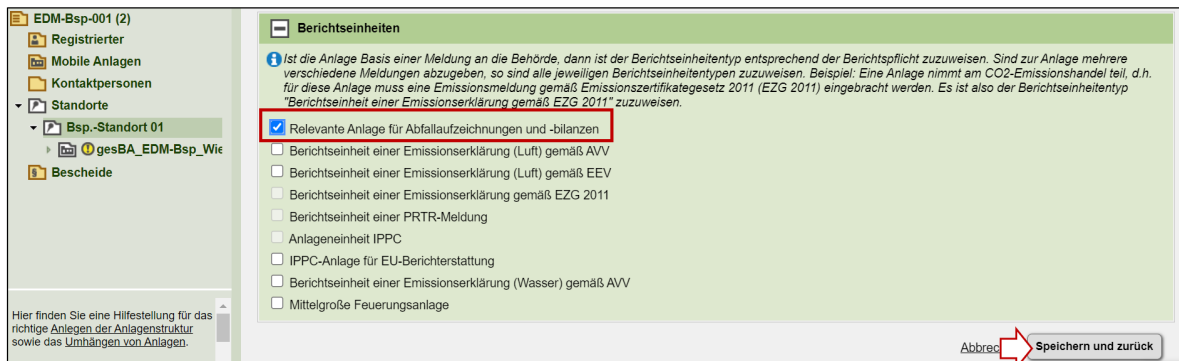 EDM-Bsp-001 (2)
Registrierter
Mobile Anlagen
Kontaktpersonen
Standorte
Bsp.-Standort 01
gesBA_EDM-Bsp_Wie
Bescheide
Hier finden Sie eine Hilfestellung für das
richtige Anlegen der Anlagenstruktur
sowie das Umhängen von Anlagen.
Berichtseinheiten
Ist die Anlage Basis einer Meldung an die Behörde, dann ist der Berichtseinheitentyp entsprechend der Berichtspflicht zuzuweisen. Sind zur Anlage mehrere
verschiedene Meldungen abzugeben, so sind alle jeweiligen Berichtseinheitentypen zuzuweisen. Beispiel: Eine Anlage nimmt am CO2-Emissionshandel teil, d.h.
für diese Anlage muss eine Emissionsmeldung gemäß Emissionszertifikategesetz 2011 (EZG 2011) eingebracht werden. Es ist also der Berichtseinheitentyp
"Berichtseinheit einer Emissionserklärung gemäß EZG 2011" zuzuweisen.
Relevante Anlage für Abfallaufzeichnungen und -bilanzen
Berichtseinheit einer Emissionserklärung (Luft) gemäß AVV
Berichtseinheit einer Emissionserklärung (Luft) gemäß EEV
Berichtseinheit einer Emissionserklärung gemäß EZG 2011
Berichtseinheit einer PRTR-Meldung
Anlageneinheit IPPC
IPPC-Anlage für EU-Berichterstattung
Berichtseinheit einer Emissionserklärung (Wasser) gemäß AVV
Mittelgroße Feuerungsanlage
Abbrec Speichern und zurück